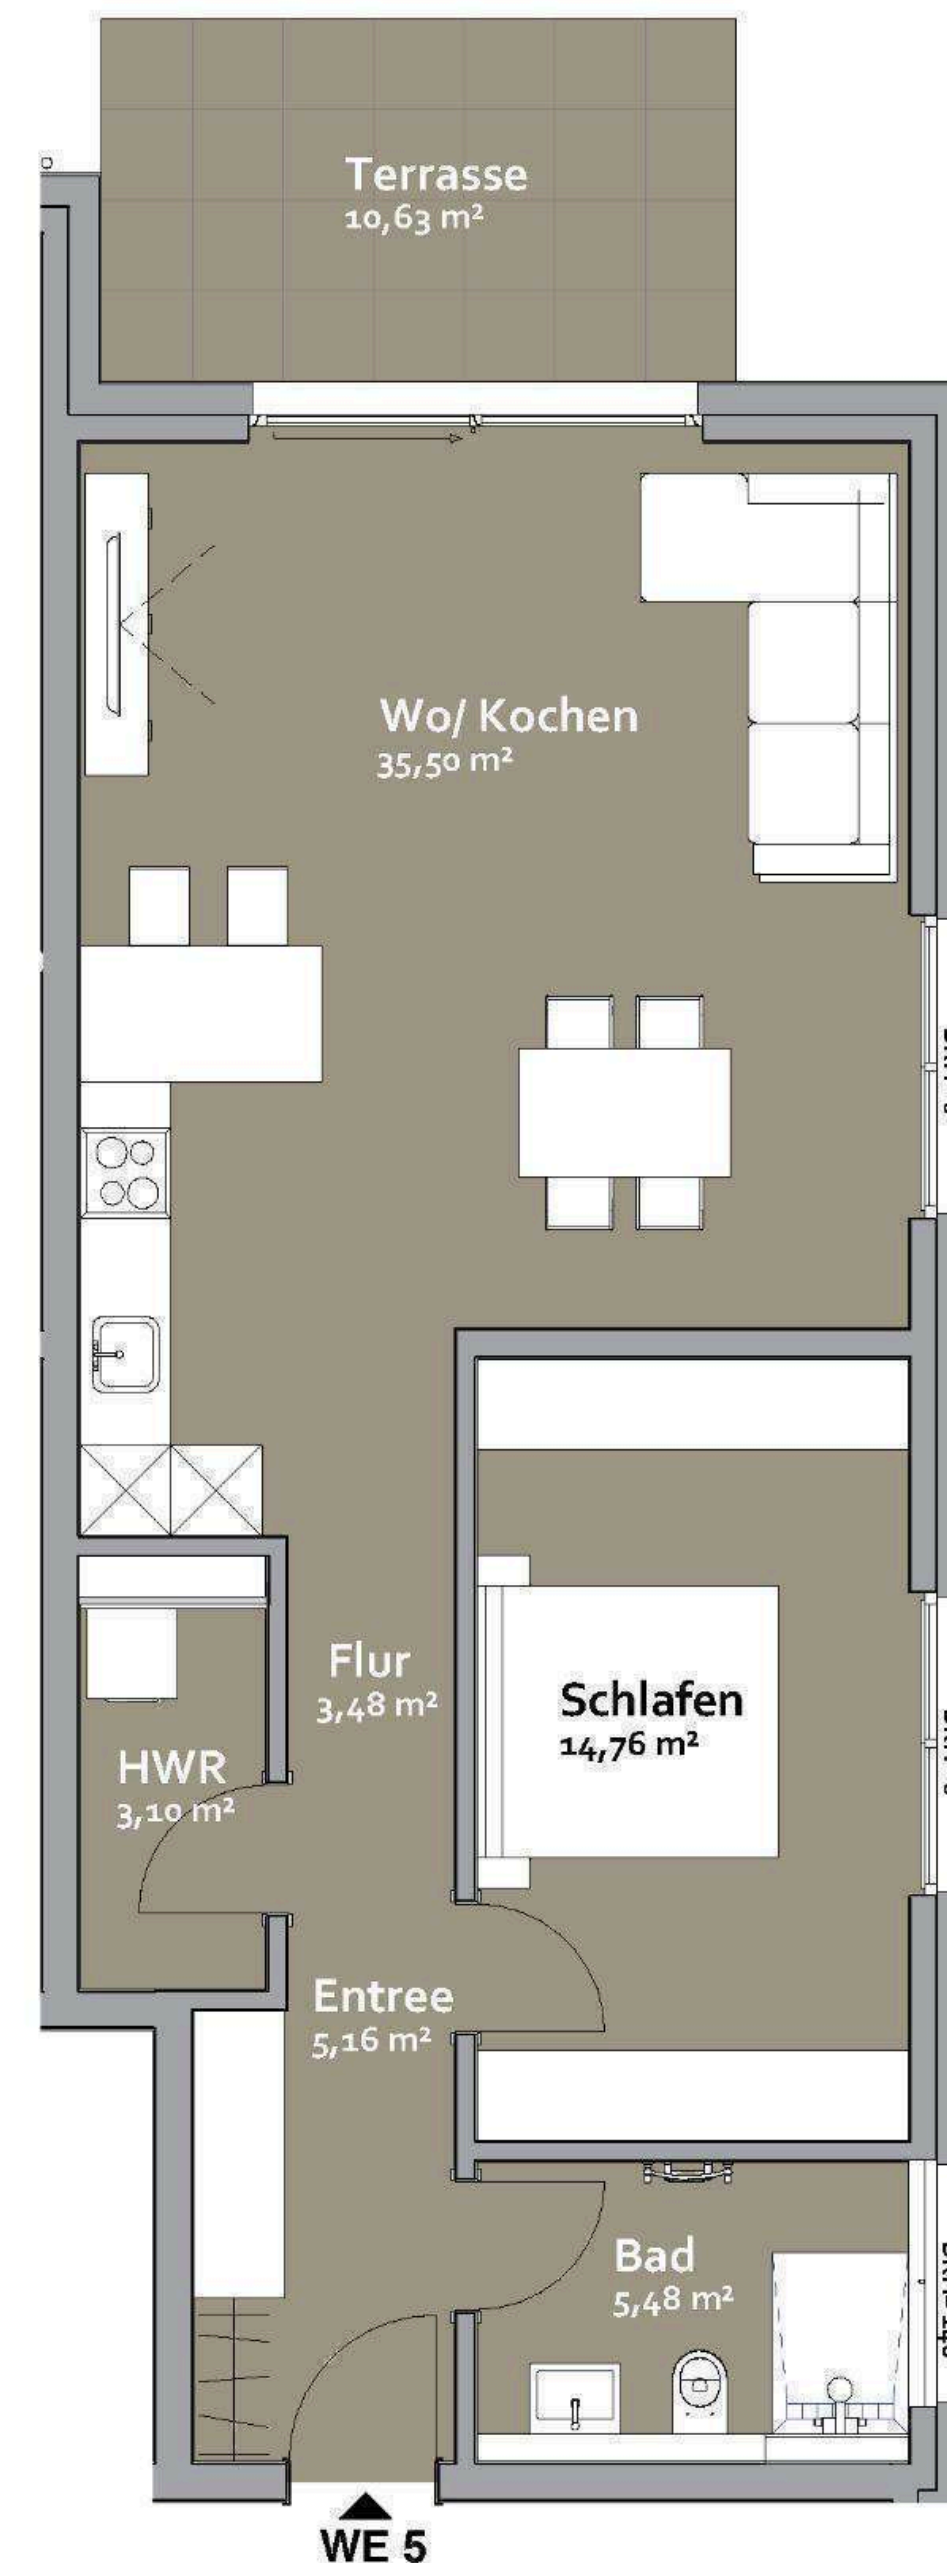 Terrasse
10,63 m²
Wo/ Kochen
35,50 m²
Flur
3,48 m²
Schlafen
14,76 m²
HWR
3,10 m²
Entree
5,16 m²
Bad
5,48 m²
WE 5